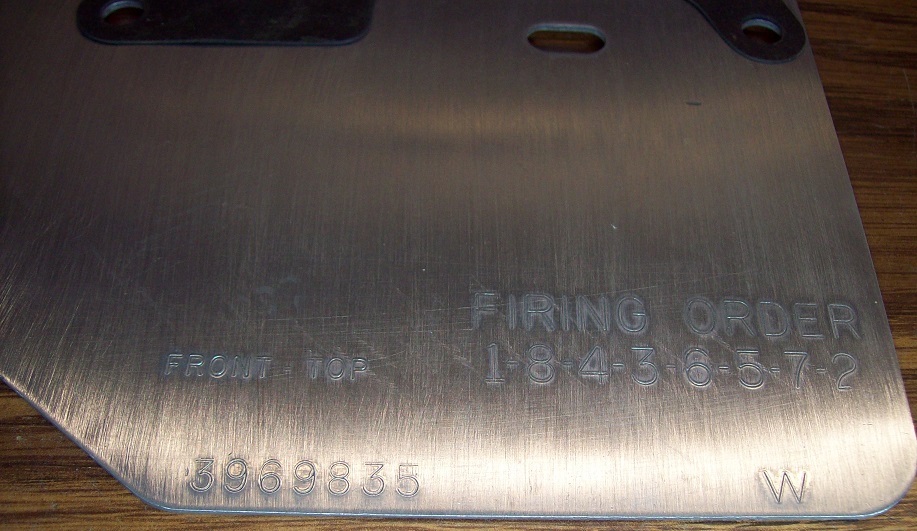 FIRING ORDER
1-8-4-3-6-5-7-2
FRONT TOP
3969835
W